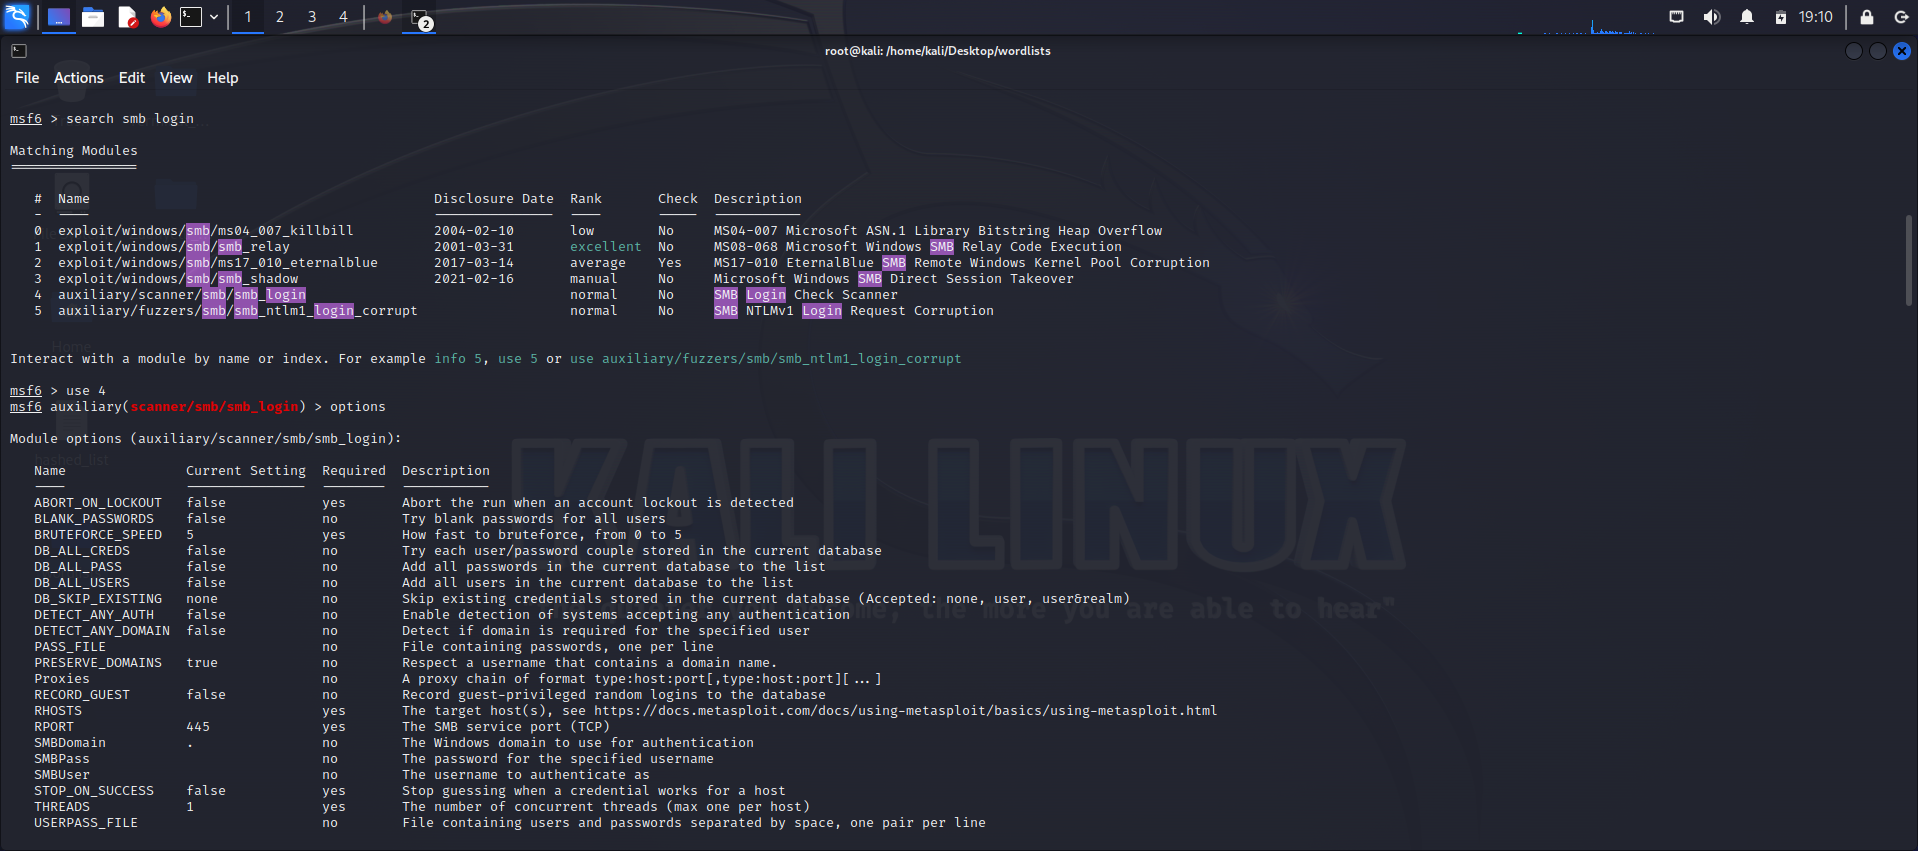 1 2 3 4 2 19:10
root@kali: /home/kali/Desktop/wordlists
File Actions Edit View Help
msf6 > search smb login
Matching Modules
================
# Name Disclosure Date Rank Check Description
- ---- --------------- ---- ----- -----------
0 exploit/windows/smb/ms04_007_killbill 2004-02-10 low No MS04-007 Microsoft ASN.1 Library Bitstring Heap Overflow
1 exploit/windows/smb/smb_relay 2001-03-31 excellent No MS08-068 Microsoft Windows SMB Relay Code Execution
2 exploit/windows/smb/ms17_010_eternalblue 2017-03-14 average Yes MS17-010 EternalBlue SMB Remote Windows Kernel Pool Corruption
3 exploit/windows/smb/smb_shadow 2021-02-16 manual No Microsoft Windows SMB Direct Session Takeover
4 auxiliary/scanner/smb/smb_login normal No SMB Login Check Scanner
5 auxiliary/fuzzers/smb/smb_ntlm1_login_corrupt normal No SMB NTLMv1 Login Request Corruption
Home
Interact with a module by name or index. For example info 5, use 5 or use auxiliary/fuzzers/smb/smb_ntlm1_login_corrupt
msf6 > use 4
msf6 auxiliary(scanner/smb/smb_login) > options
Module options (auxiliary/scanner/smb/smb_login):
hashed_list
Name Current Setting Required Description
---- --------------- -------- -----------
ABORT_ON_LOCKOUT false yes Abort the run when an account lockout is detected
BLANK_PASSWORDS false no Try blank passwords for all users
BRUTEFORCE_SPEED 5 yes How fast to bruteforce, from 0 to 5
DB_ALL_CREDS false no Try each user/password couple stored in the current database
DB_ALL_PASS false no Add all passwords in the current database to the list
DB_ALL_USERS false no Add all users in the current database to the list
DB_SKIP_EXISTING none no Skip existing credentials stored in the current database (Accepted: none, user, user&realm)
DETECT_ANY_AUTH false no Enable detection of systems accepting any authentication
DETECT_ANY_DOMAIN false no Detect if domain is required for the specified user
PASS_FILE no File containing passwords, one per line
PRESERVE_DOMAINS true no Respect a username that contains a domain name.
Proxies no A proxy chain of format type:host:port[,type:host:port][...]
RECORD_GUEST false no Record guest-privileged random logins to the database
RHOSTS yes The target host(s), see https://docs.metasploit.com/docs/using-metasploit/basics/using-metasploit.html
RPORT 445 yes The SMB service port (TCP)
SMBDomain . no The Windows domain to use for authentication
SMBPass no The password for the specified username
SMBUser no The username to authenticate as
STOP_ON_SUCCESS false yes Stop guessing when a credential works for a host
THREADS 1 yes The number of concurrent threads (max one per host)
USERPASS_FILE no File containing users and passwords separated by space, one pair per line
KALI LINUX
the more you are able to hear"